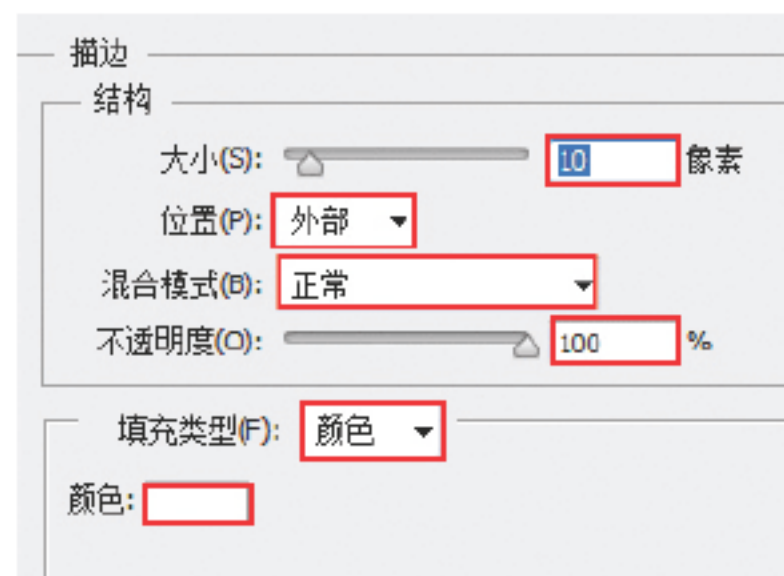 描边
结构
大小(S): 10 像素
位置(P): 外部
混合模式(B): 正常
不透明度(O): 100 %
填充类型(F): 颜色
颜色: